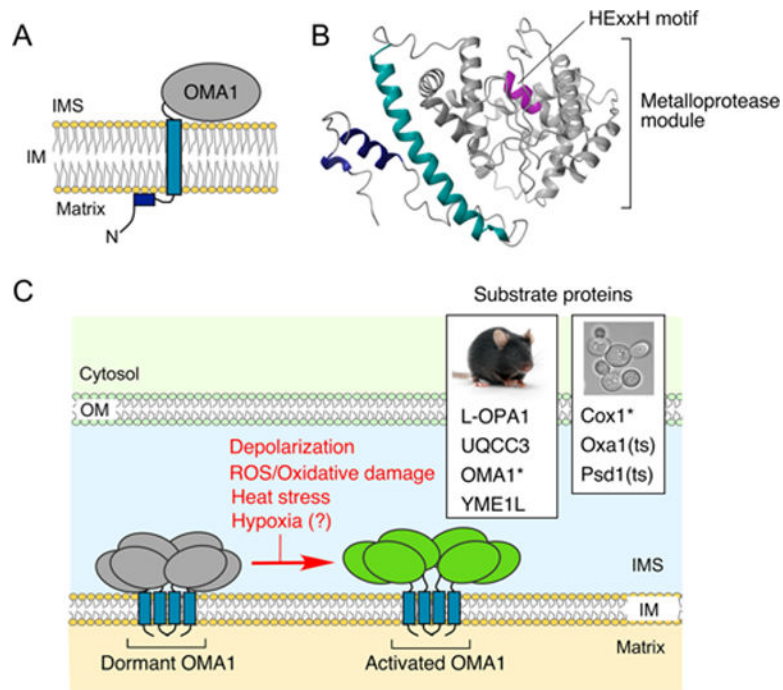 A
IMS
OMA1
IM
Matrix
N
B
HExxH motif
Metalloprotease
module
C
Substrate proteins
Cytosol
OM
L-OPA1
UQCC3
OMA1*
YME1L
Cox1*
Oxa1(ts)
Psd1(ts)
Depolarization
ROS/Oxidative damage
Heat stress
Hypoxia (?)
IMS
IM
Matrix
Dormant OMA1
Activated OMA1